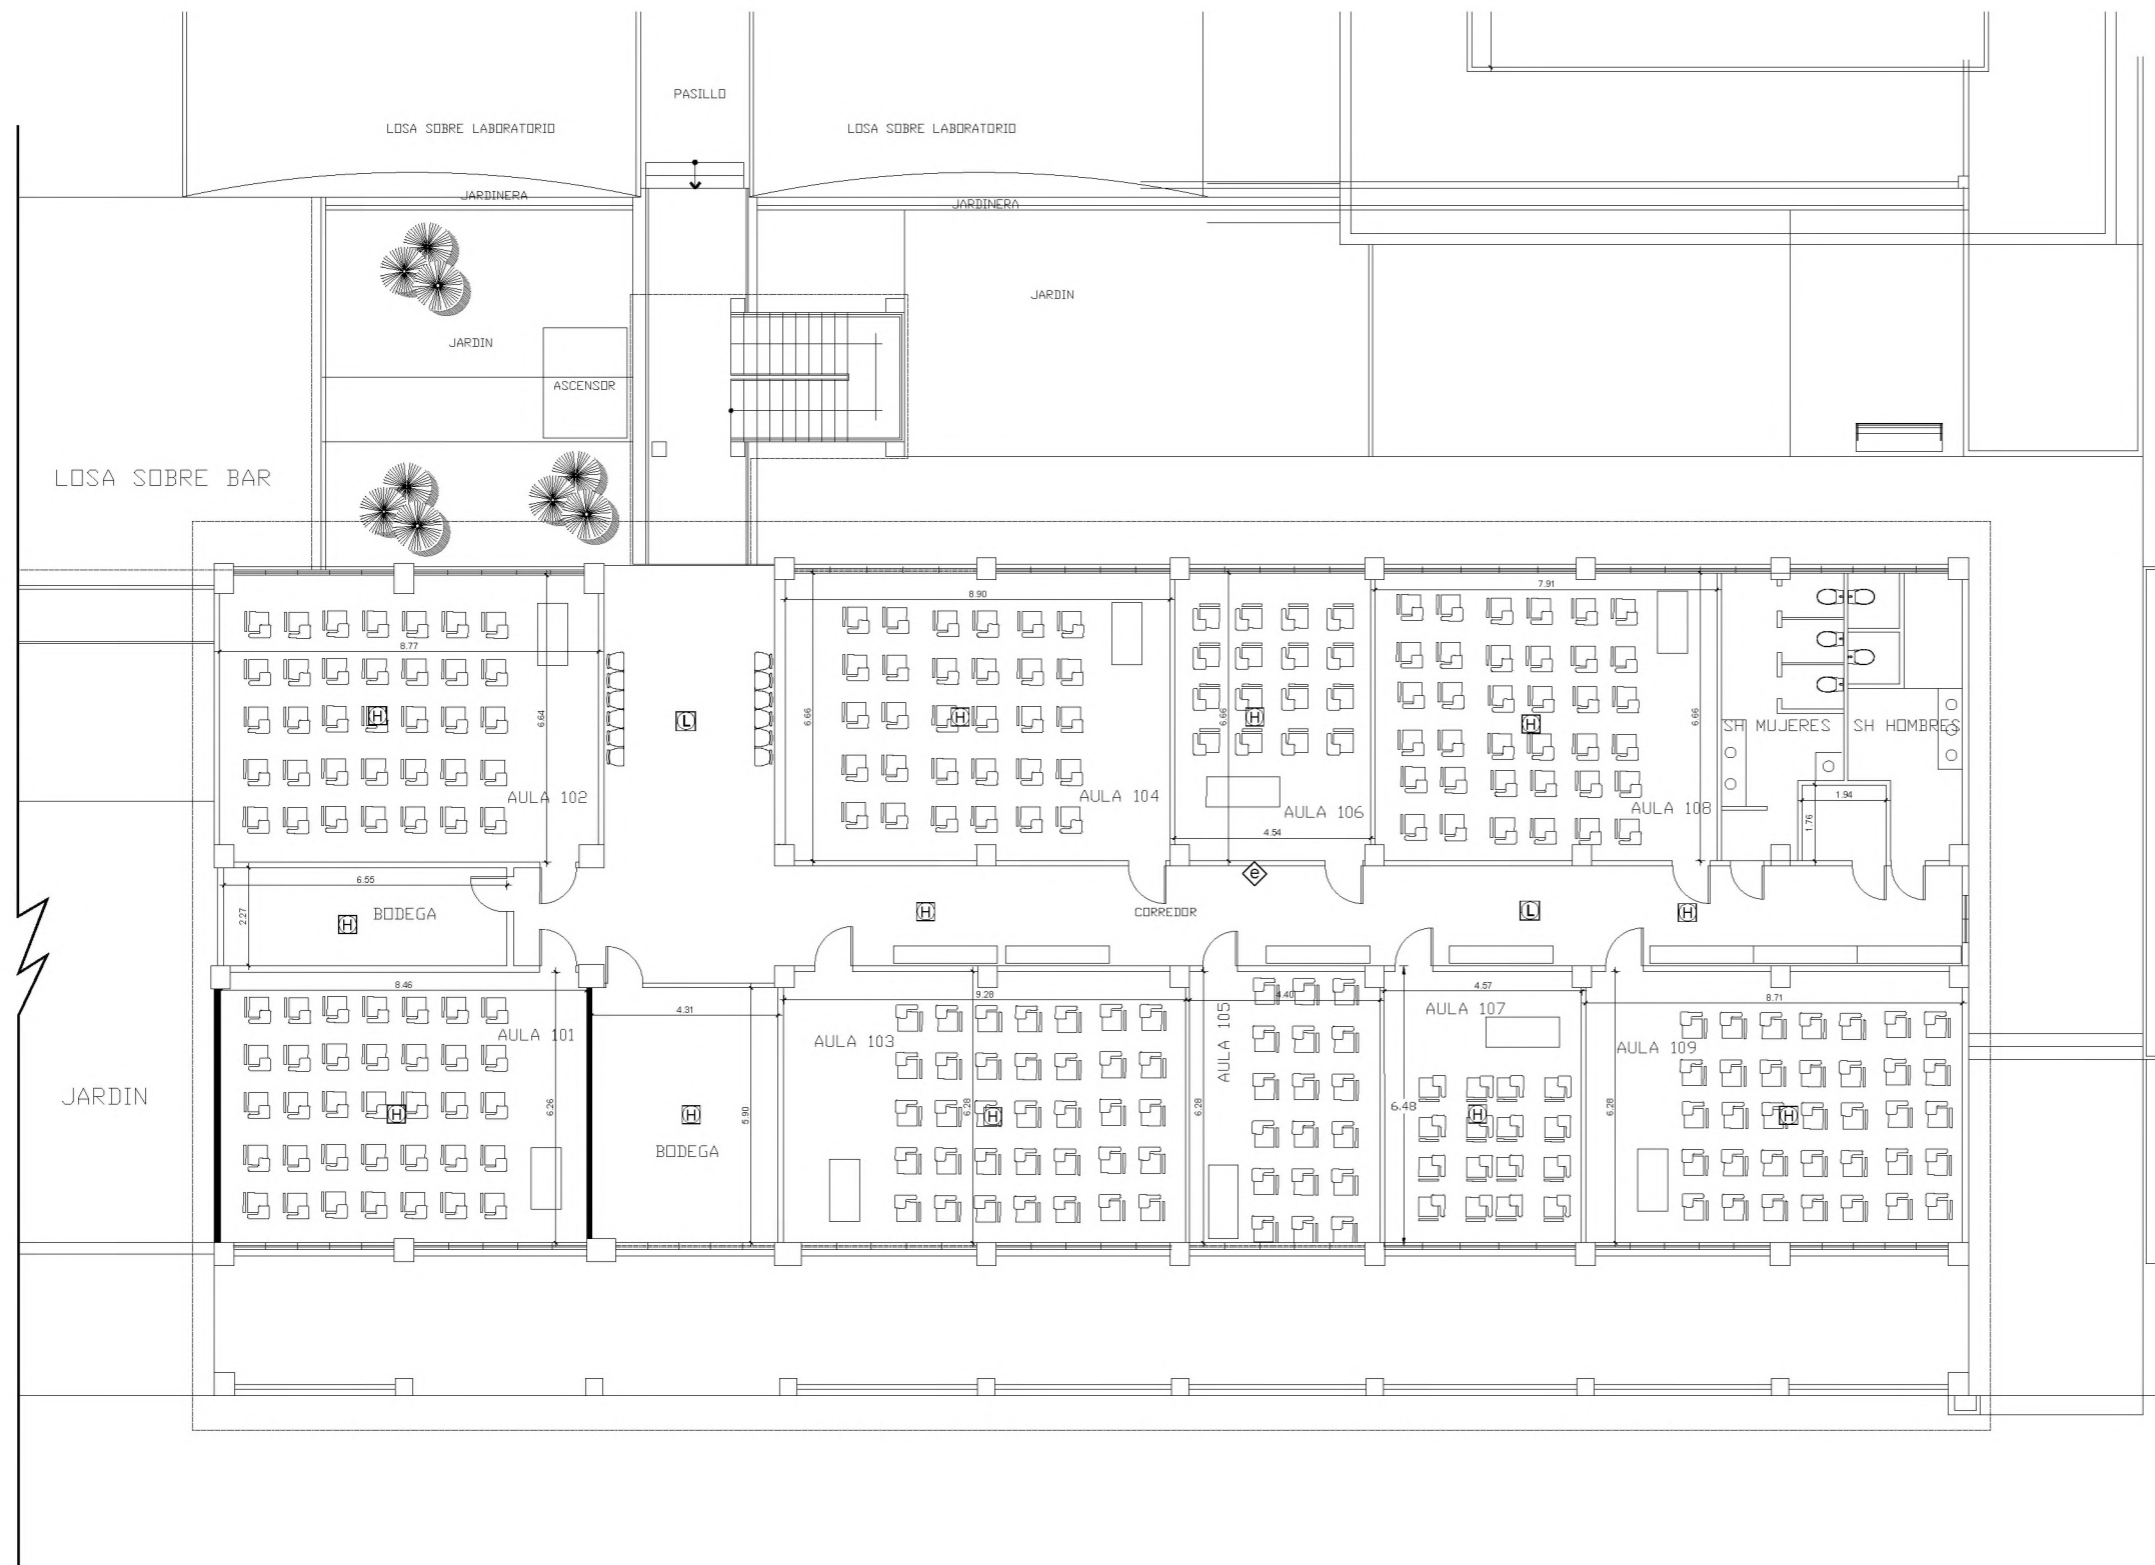 PASILLO
LOSA SOBRE LABORATORIO
LOSA SOBRE LABORATORIO
JARDINERA
JARDINERA
JARDIN
JARDIN
ASCENSOR
LOSA SOBRE BAR
7.91
8.90
8.77
6.64
6.66
6.66
6.66
H
L
H
H
H
SH MUJERES
SH HOMBRES
AULA 102
AULA 104
AULA 106
AULA 108
1.94
1.76
4.54
e
6.55
2.27
H
BODEGA
H
CORREDOR
L
H
8.46
4.31
9.28
4.40
4.57
8.71
AULA 101
AULA 103
AULA 105
AULA 107
AULA 109
JARDIN
H
6.26
H
5.90
6.28
H
6.28
6.48
H
6.28
H
BODEGA